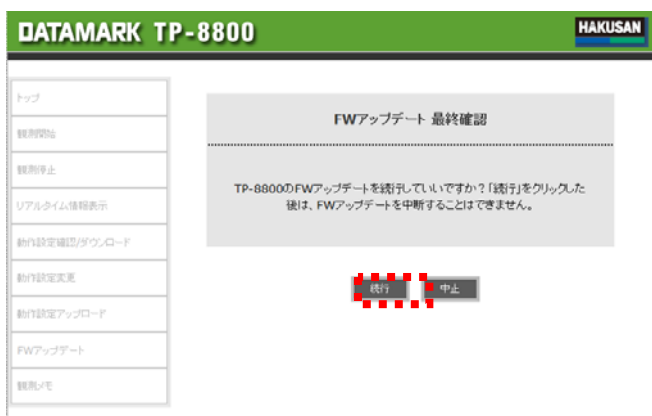 DATAMARK TP-8800
HAKUSAN
トップ
観測開始
観測停止
リアルタイム情報表示
動作設定確認/ダウンロード
動作設定変更
動作設定アップロード
FWアップデート
観測メモ
FWアップデート 最終確認
TP-8800のFWアップデートを続行していいですか？「続行」をクリックした
後は、FWアップデートを中断することはできません。
続行
中止